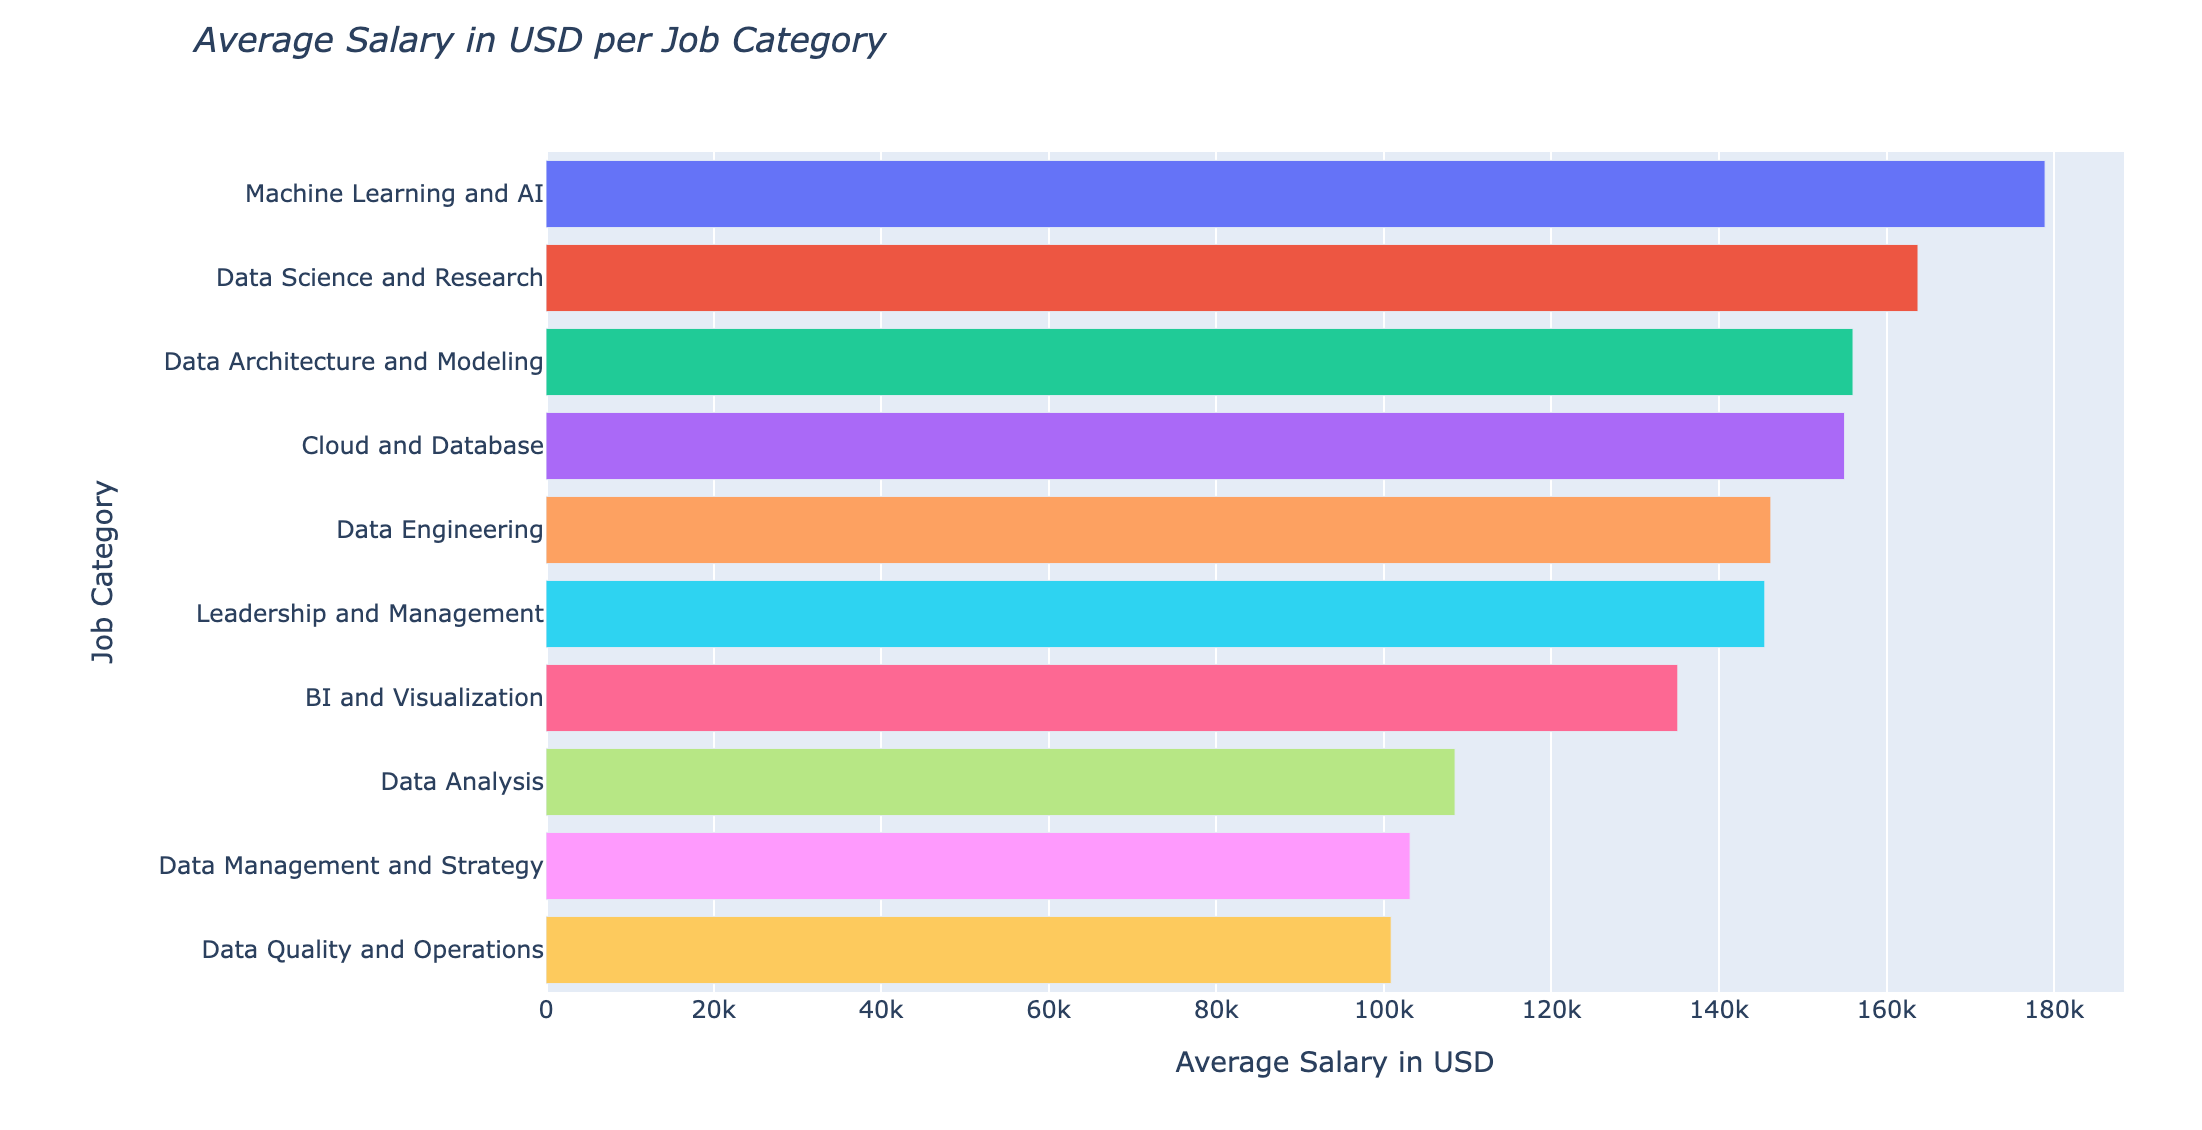 Average Salary in USD per Job Category
Job Category
Machine Learning and AI
Data Science and Research
Data Architecture and Modeling
Cloud and Database
Data Engineering
Leadership and Management
BI and Visualization
Data Analysis
Data Management and Strategy
Data Quality and Operations
0 20k 40k 60k 80k 100k 120k 140k 160k 180k
Average Salary in USD